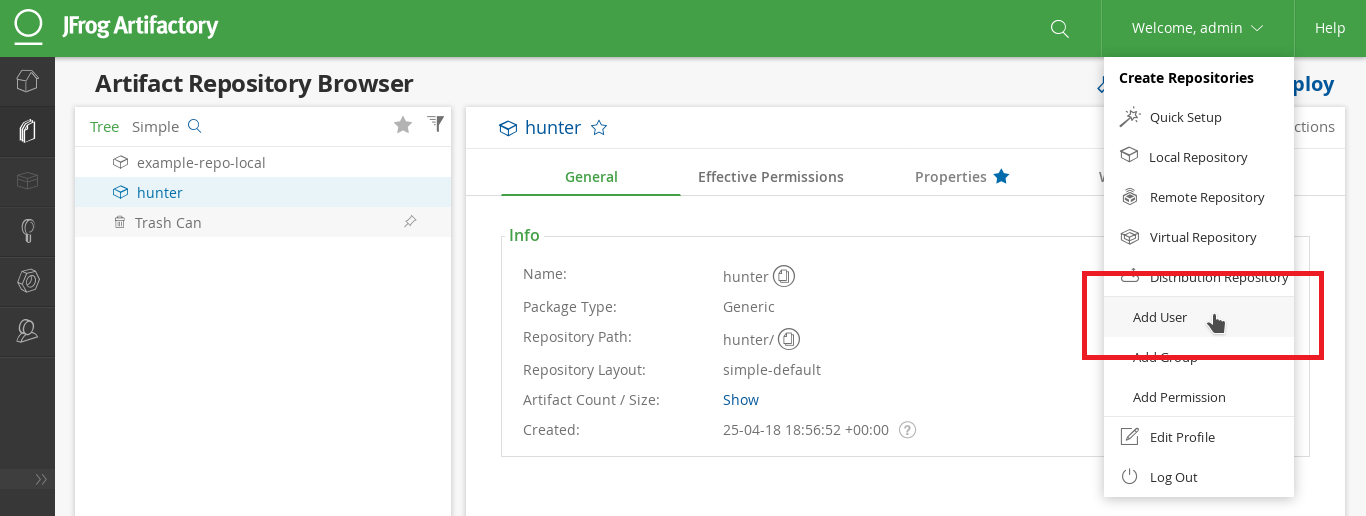 JFrog Artifactory
Welcome, admin
Help
Artifact Repository Browser
ploy
Tree
Simple
example-repo-local
hunter
Trash Can
hunter
ctions
General
Effective Permissions
Properties
Info
Name:
hunter
Package Type:
Generic
Repository Path:
hunter/
Repository Layout:
simple-default
Artifact Count / Size:
Show
Created:
25-04-18 18:56:52 +00:00
?
Create Repositories
Quick Setup
Local Repository
Remote Repository
Virtual Repository
Distribution Repository
Add User
Add Group
Add Permission
Edit Profile
Log Out